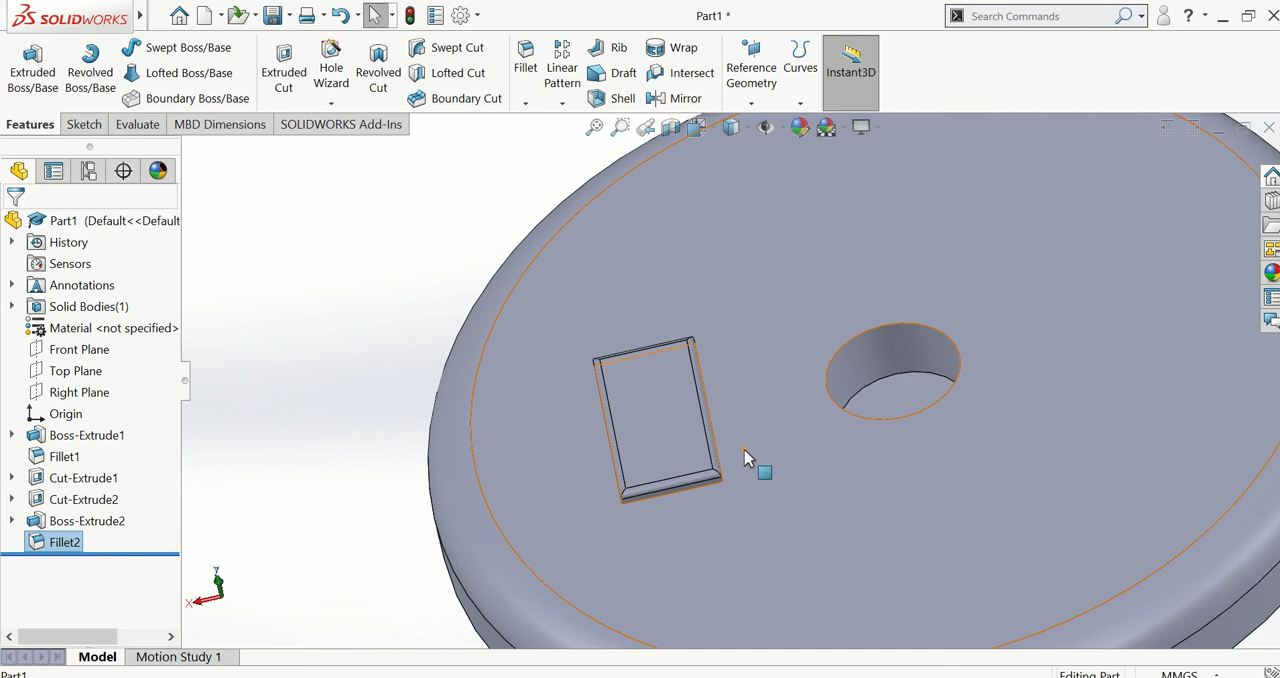 SOLIDWORKS
Part1 *
Search Commands
?
Extruded Boss/Base
Revolved Boss/Base
Swept Boss/Base
Lofted Boss/Base
Boundary Boss/Base
Extruded Cut
Hole Wizard
Revolved Cut
Swept Cut
Lofted Cut
Boundary Cut
Fillet
Linear Pattern
Rib
Draft
Shell
Wrap
Intersect
Mirror
Reference Geometry
Curves
Instant3D
Features
Sketch
Evaluate
MBD Dimensions
SOLIDWORKS Add-Ins
Part1 (Default<<Default
History
Sensors
Annotations
Solid Bodies(1)
Material <not specified>
Front Plane
Top Plane
Right Plane
Origin
Boss-Extrude1
Fillet1
Cut-Extrude1
Cut-Extrude2
Boss-Extrude2
Fillet2
Y
X
Model
Motion Study 1
Part1
Editing Part
MMGS